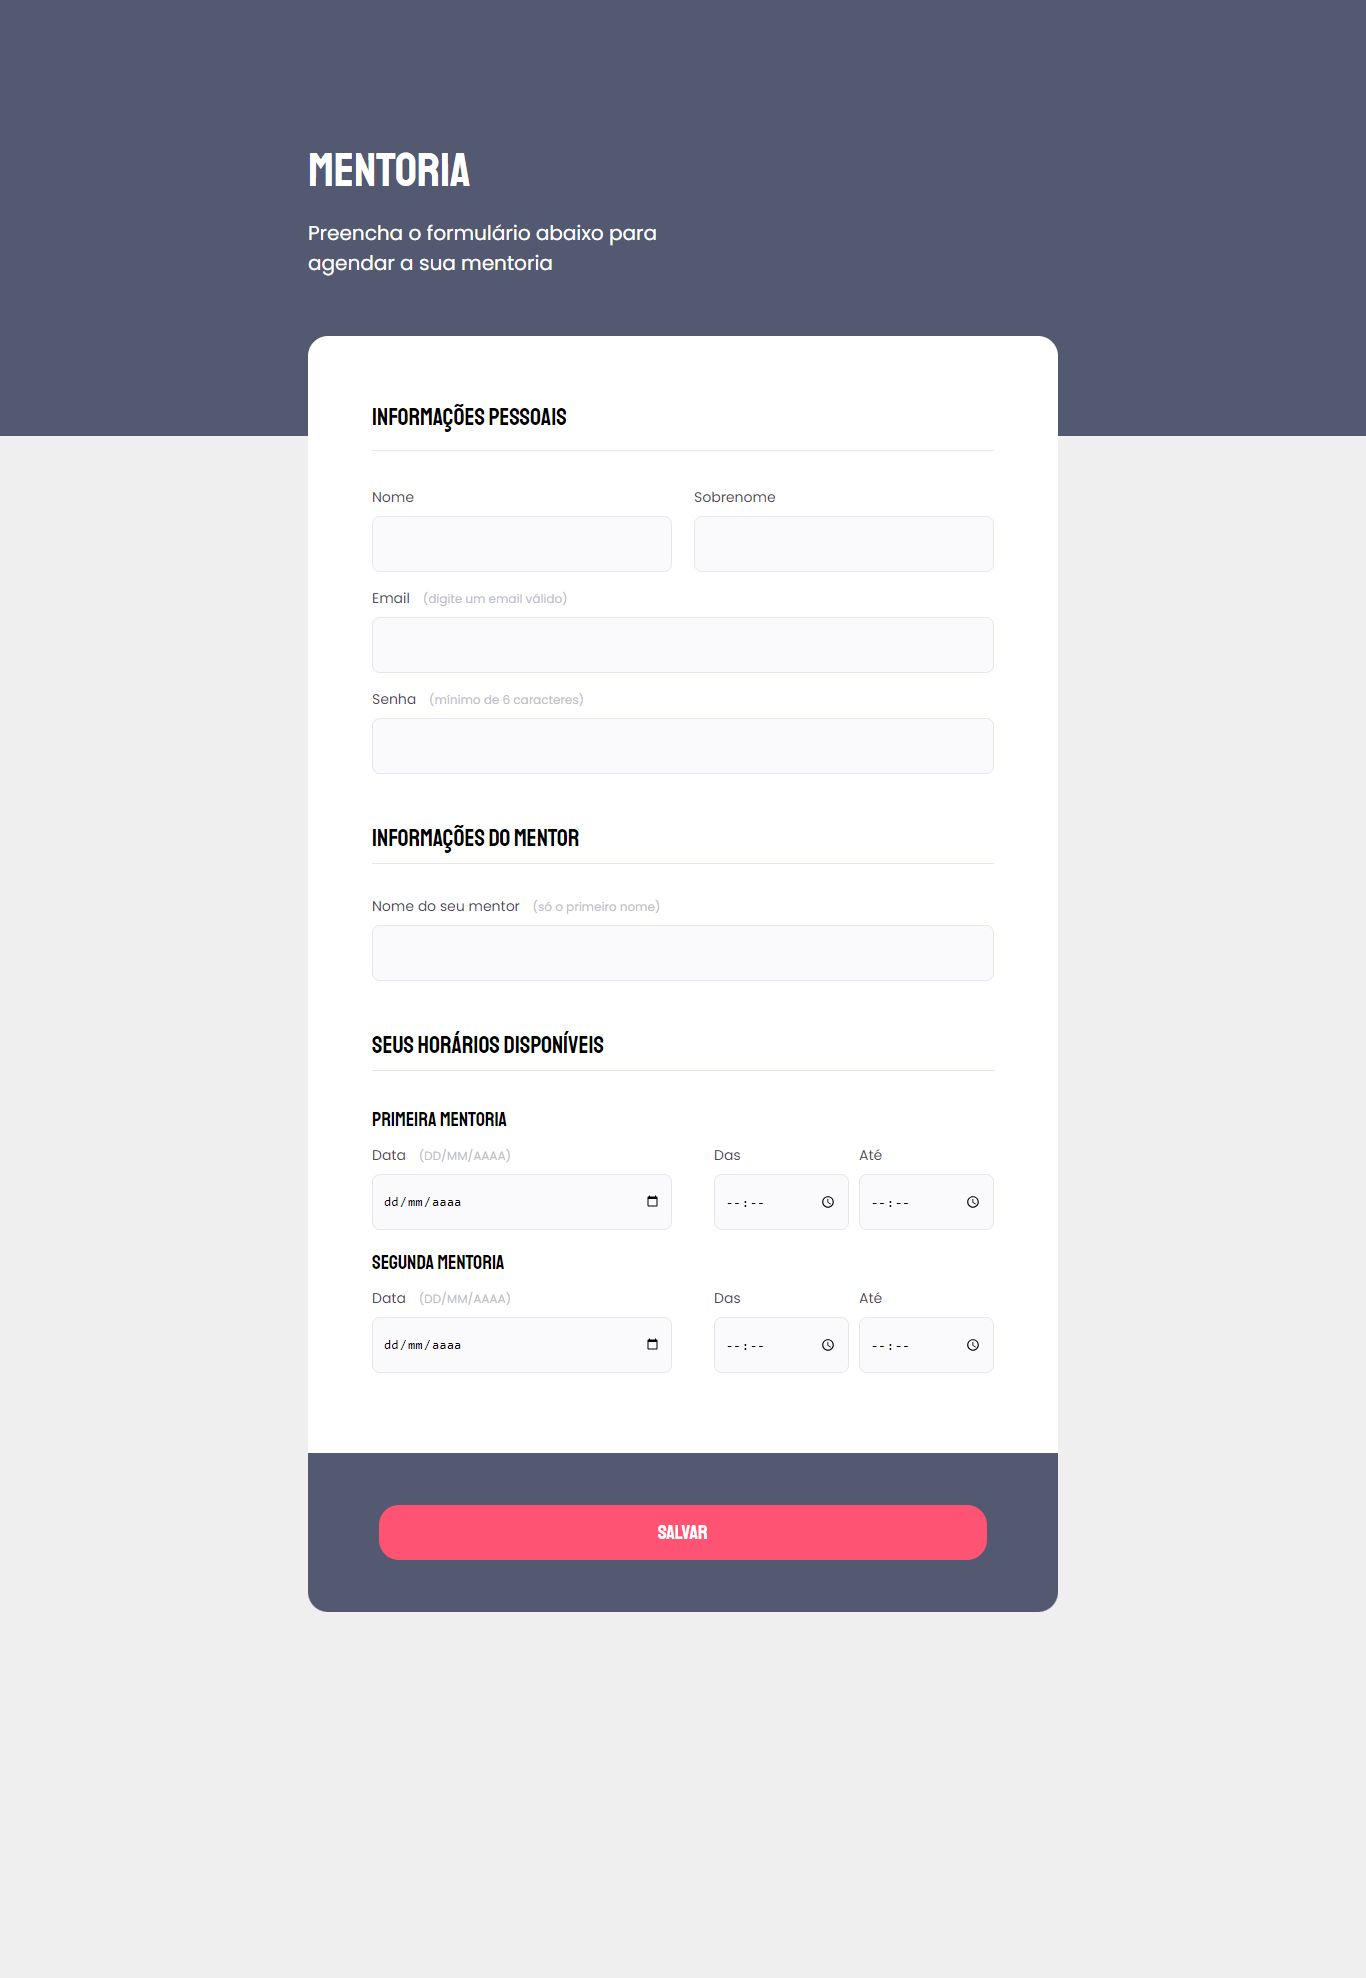 MENTORIA
Preencha o formulário abaixo para
agendar a sua mentoria
INFORMAÇÕES PESSOAIS
Nome Sobrenome
Email (digite um email válido)
Senha (mínimo de 6 caracteres)
INFORMAÇÕES DO MENTOR
Nome do seu mentor (só o primeiro nome)
SEUS HORÁRIOS DISPONÍVEIS
PRIMEIRA MENTORIA
Data (DD/MM/AAAA) Das Até
dd/mm/aaaa --:-- --:--
SEGUNDA MENTORIA
Data (DD/MM/AAAA) Das Até
dd/mm/aaaa --:-- --:--
SALVAR